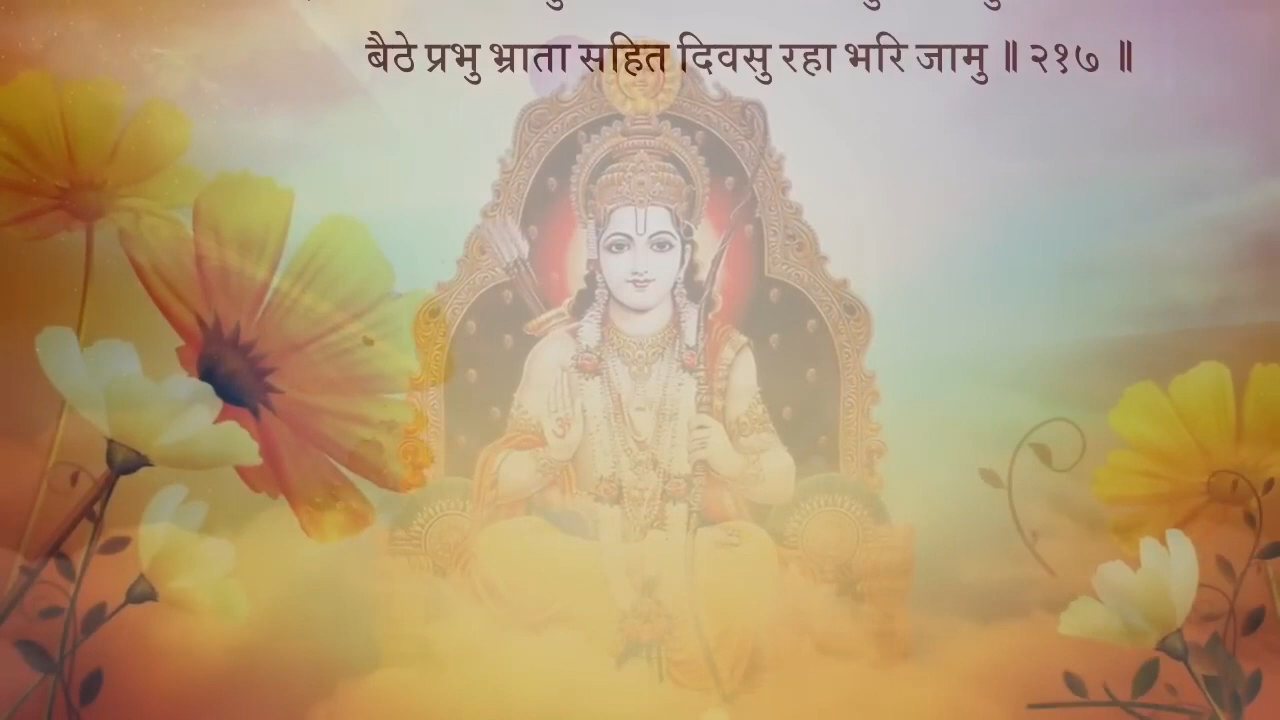 बैठे प्रभु भ्राता सहित दिवसु रहा भरि जामु ॥ २१७ ॥